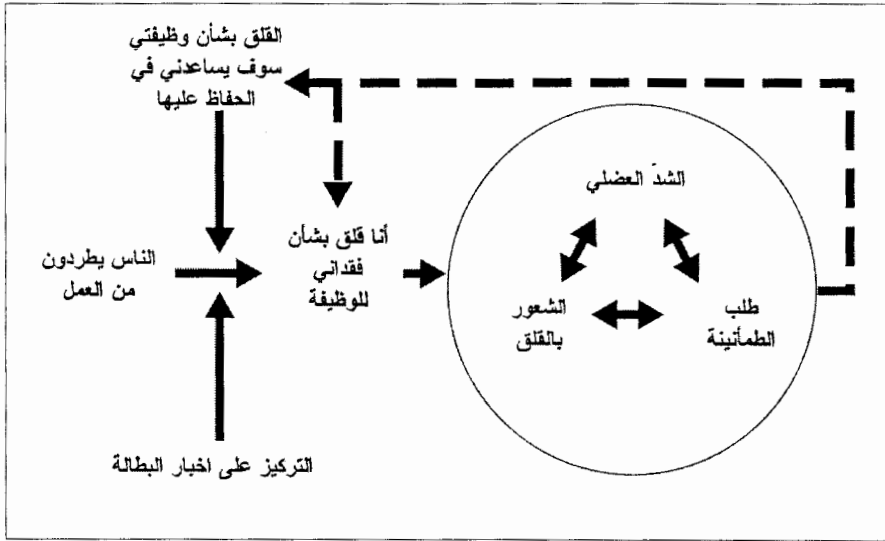 القلق بشأن وظيفتي
سوف يساعدني في
الحفاظ عليها
الشدّ العضلي
أنا قلق بشأن
فقداني
للوظيفة
الناس يطردون
من العمل
الشعور
بالقلق
طلب
الطمأنينة
التركيز على اخبار البطالة